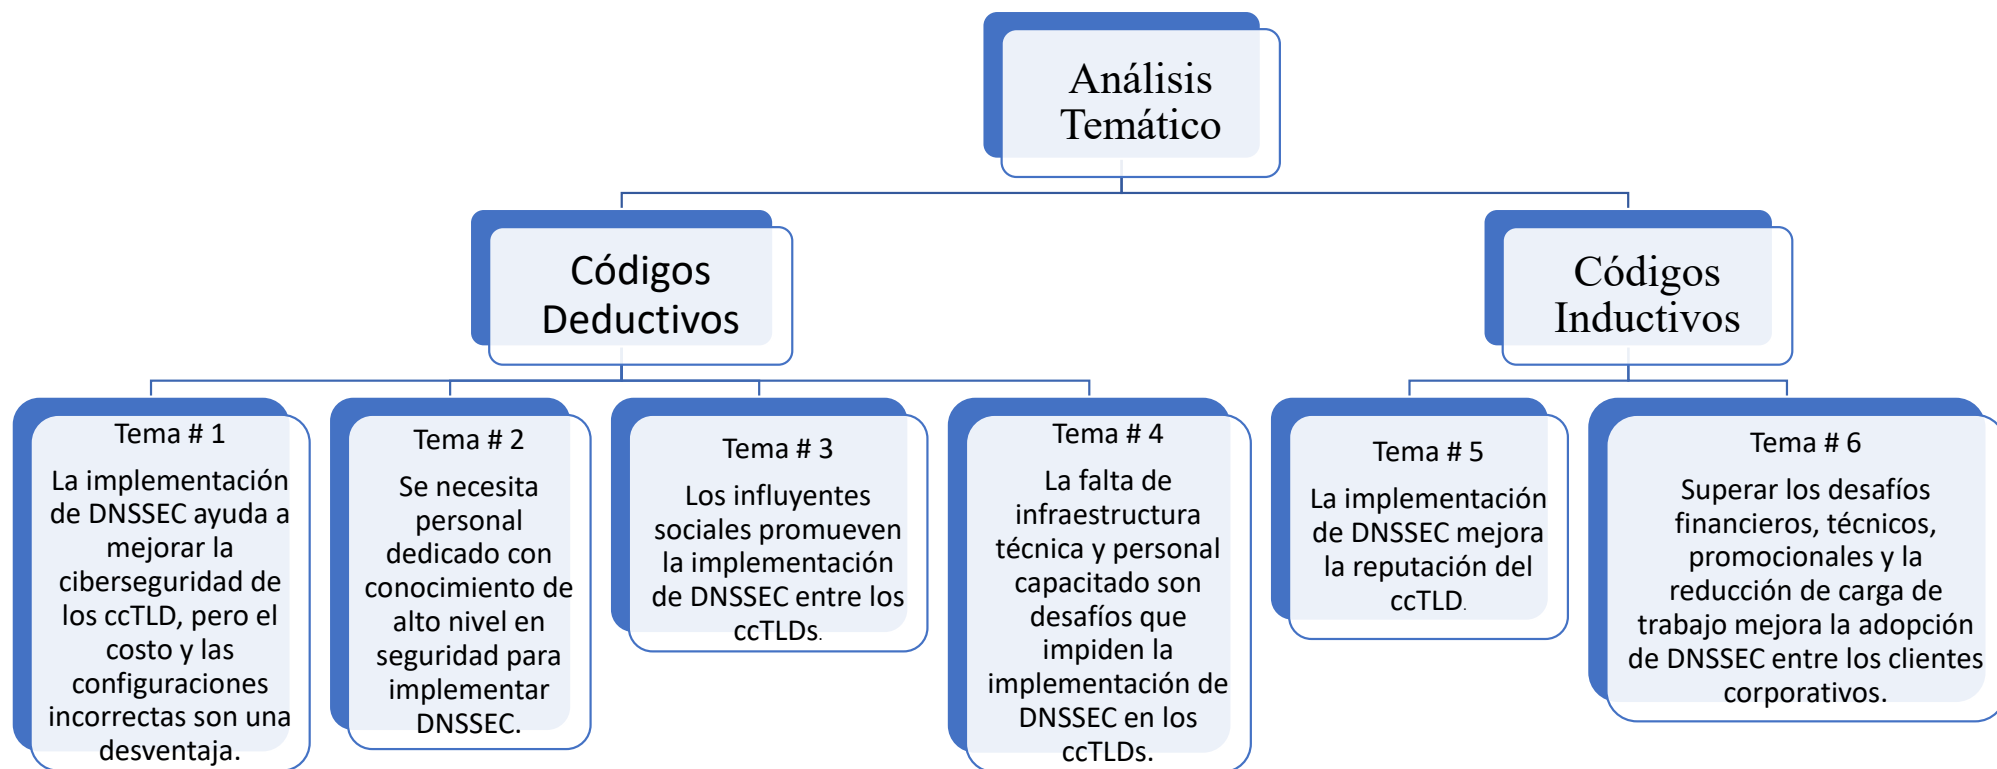 Análisis
Temático
Códigos
Deductivos
Códigos
Inductivos
Tema # 1
La implementación
de DNSSEC ayuda a
mejorar la
ciberseguridad de
los ccTLD, pero el
costo y las
configuraciones
incorrectas son una
desventaja.
Tema # 2
Se necesita
personal
dedicado con
conocimiento de
alto nivel en
seguridad para
implementar
DNSSEC.
Tema # 3
Los influyentes
sociales promueven
la implementación
de DNSSEC entre los
ccTLDs.
Tema # 4
La falta de
infraestructura
técnica y personal
capacitado son
desafíos que
impiden la
implementación de
DNSSEC en los
ccTLDs.
Tema # 5
La implementación
de DNSSEC mejora
la reputación del
ccTLD.
Tema # 6
Superar los desafíos
financieros, técnicos,
promocionales y la
reducción de carga de
trabajo mejora la adopción
de DNSSEC entre los clientes
corporativos.